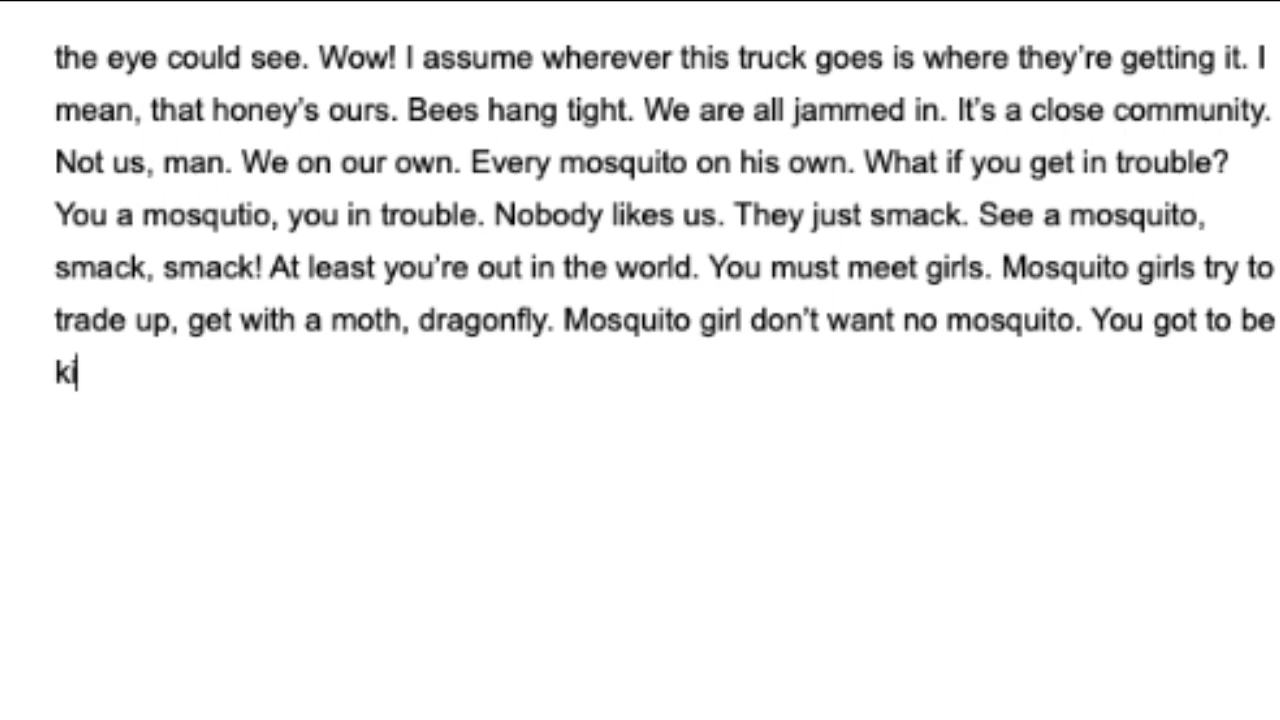 the eye could see. Wow! I assume wherever this truck goes is where they're getting it. I
mean, that honey's ours. Bees hang tight. We are all jammed in. It's a close community.
Not us, man. We on our own. Every mosquito on his own. What if you get in trouble?
You a mosqutio, you in trouble. Nobody likes us. They just smack. See a mosquito,
smack, smack! At least you're out in the world. You must meet girls. Mosquito girls try to
trade up, get with a moth, dragonfly. Mosquito girl don't want no mosquito. You got to be
ki